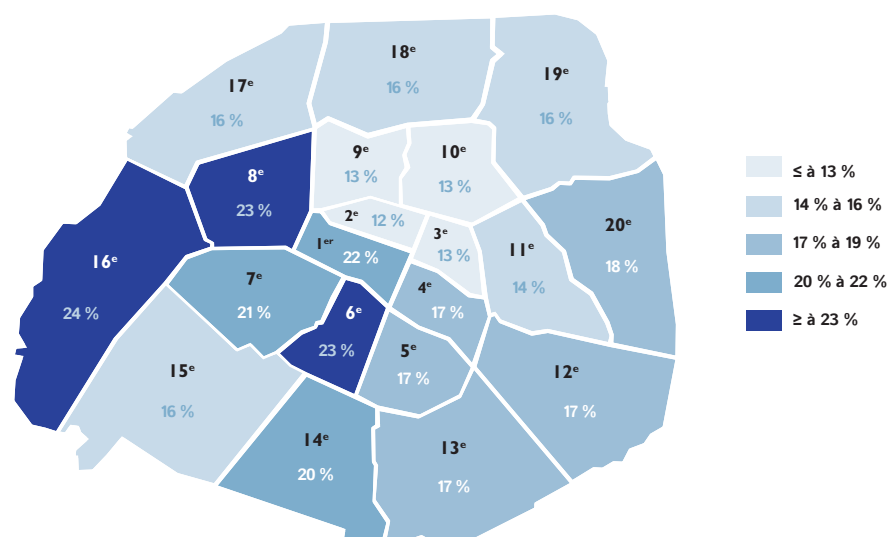 18ᵉ
16 %
19ᵉ
16 %
17ᵉ
16 %
9ᵉ
13 %
10ᵉ
13 %
8ᵉ
23 %
2ᵉ 12 %
3ᵉ
13 %
1ᵉʳ
22 %
11ᵉ
14 %
20ᵉ
18 %
16ᵉ
24 %
7ᵉ
21 %
4ᵉ
17 %
6ᵉ
23 %
5ᵉ
17 %
15ᵉ
16 %
12ᵉ
17 %
14ᵉ
20 %
13ᵉ
17 %
≤ à 13 %
14 % à 16 %
17 % à 19 %
20 % à 22 %
≥ à 23 %